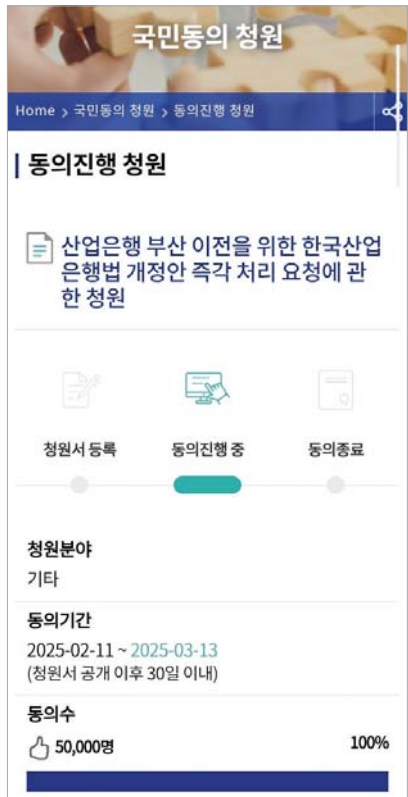 국민동의 청원
Home > 국민동의 청원 > 동의진행 청원
동의진행 청원
산업은행 부산 이전을 위한 한국산업
은행법 개정안 즉각 처리 요청에 관
한 청원
청원서 등록 동의진행 중 동의종료
청원분야
기타
동의기간
2025-02-11 ~ 2025-03-13
(청원서 공개 이후 30일 이내)
동의수
50,000명 100%